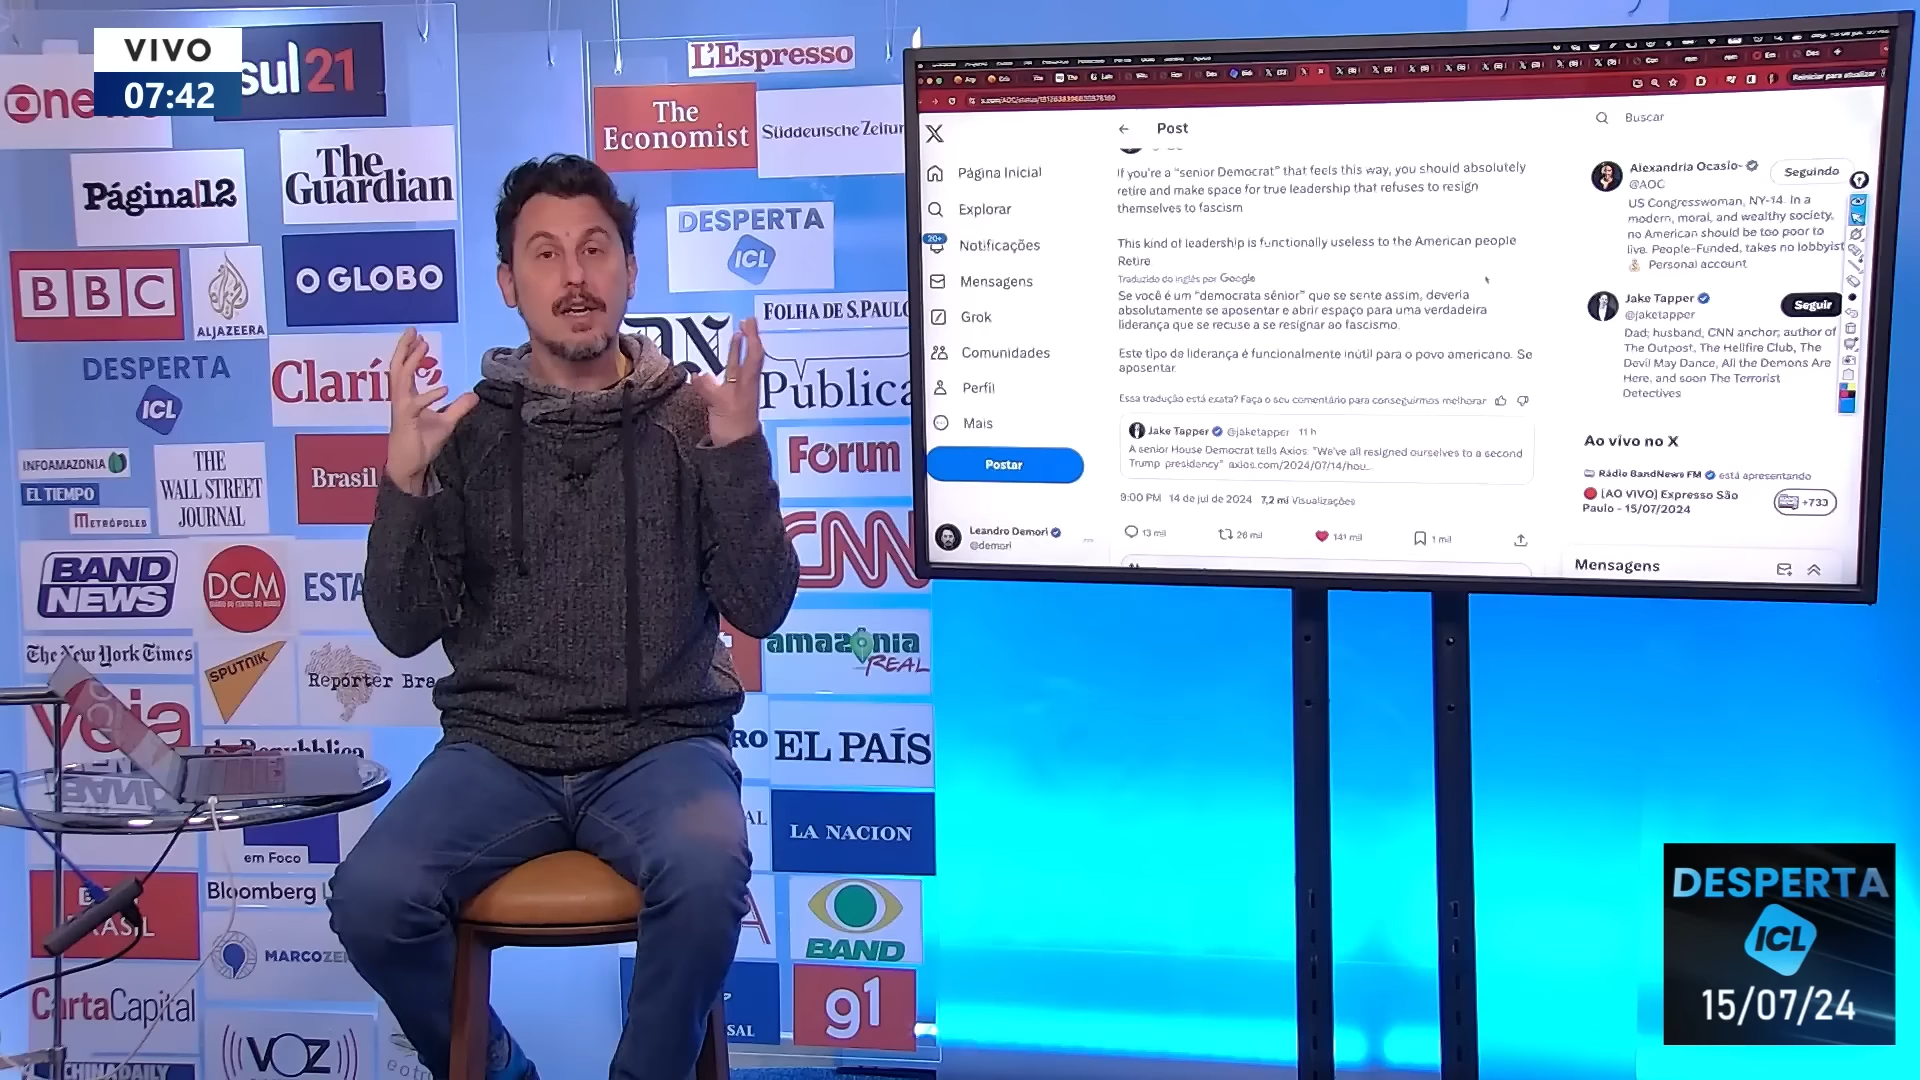 VIVO
07:42
sul21
Página|12
The
Guardian
BBC
ALJAZEERA
O GLOBO
DESPERTA
ICL
Clarín
INFOAMAZONIA
EL TIEMPO
METRÓPOLES
THE
WALL STREET
JOURNAL
Brasil
BAND
NEWS
DCM
ESTA
The New York Times
SPUTNIK
Repórter Bra
em Foco
Bloomberg L
MARCOZE
CartaCapital
VOZ
CHINADAILY
L'Espresso
The
Economist
Süddeutsche Zeitun
DESPERTA
ICL
FOLHA DE S.PAULO
Pública
Fórum
CNN
amazônia
REAL
EL PAÍS
LA NACION
BAND
g1
SAL
Reiniciar para atualizar
Post
Buscar
Página Inicial
Explorar
20+
Notificações
Mensagens
Grok
Comunidades
Perfil
Mais
Postar
Leandro Demori
@demori
If you're a “senior Democrat” that feels this way, you should absolutely
retire and make space for true leadership that refuses to resign
themselves to fascism
This kind of leadership is functionally useless to the American people
Retire
Traduzido do inglês por Google
Se você é um “democrata sênior” que se sente assim, deveria
absolutamente se aposentar e abrir espaço para uma verdadeira
liderança que se recuse a se resignar ao fascismo.
Este tipo de liderança é funcionalmente inútil para o povo americano. Se
aposentar
Essa tradução está exata? Faça o seu comentário para conseguirmos melhorar
Jake Tapper @jaketapper 11 h
A senior House Democrat tells Axios "We've all resigned ourselves to a second
Trump presidency" axios.com/2024/07/14/hou...
9:00 PM 14 de jul de 2024 7,2 mi Visualizações
13 mil 26 mil 141 mil 1 mil
Alexandria Ocasio-
@AOC
Seguindo
US Congresswoman, NY-14. In a
modern, moral, and wealthy society,
no American should be too poor to
live. People-Funded, takes no lobbyist
Personal account
Jake Tapper
@jaketapper
Seguir
Dad; husband, CNN anchor; author of
The Outpost, The Hellfire Club, The
Devil May Dance, All the Demons Are
Here, and soon The Terrorist
Detectives
Ao vivo no X
Rádio BandNews FM está apresentando
[AO VIVO] Expresso São
Paulo - 15/07/2024
+733
Mensagens
DESPERTA
ICL
15/07/24